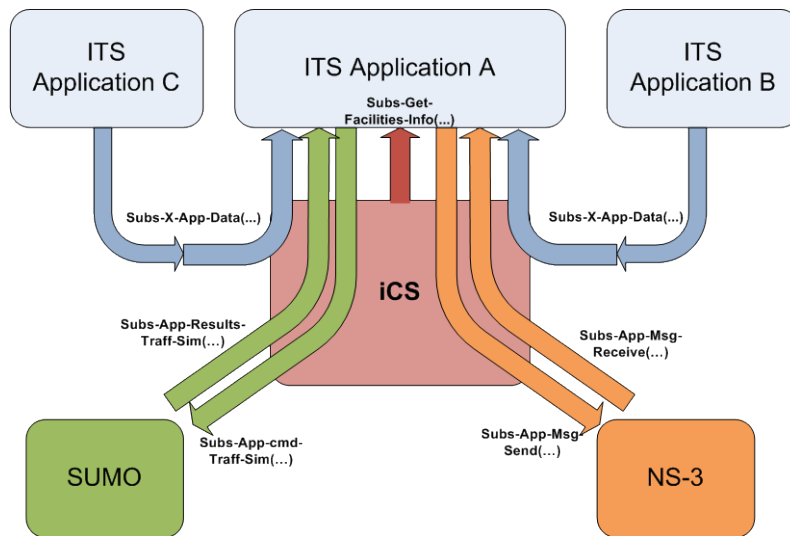 ITS
Application C
ITS Application A
ITS
Application B
Subs-Get-
Facilities-Info(...)
Subs-X-App-Data(...)
Subs-X-App-Data(...)
iCS
Subs-App-Results-
Traff-Sim(...)
Subs-App-Msg-
Receive(...)
Subs-App-cmd-
Traff-Sim(...)
Subs-App-Msg
Send(...)
SUMO
NS-3